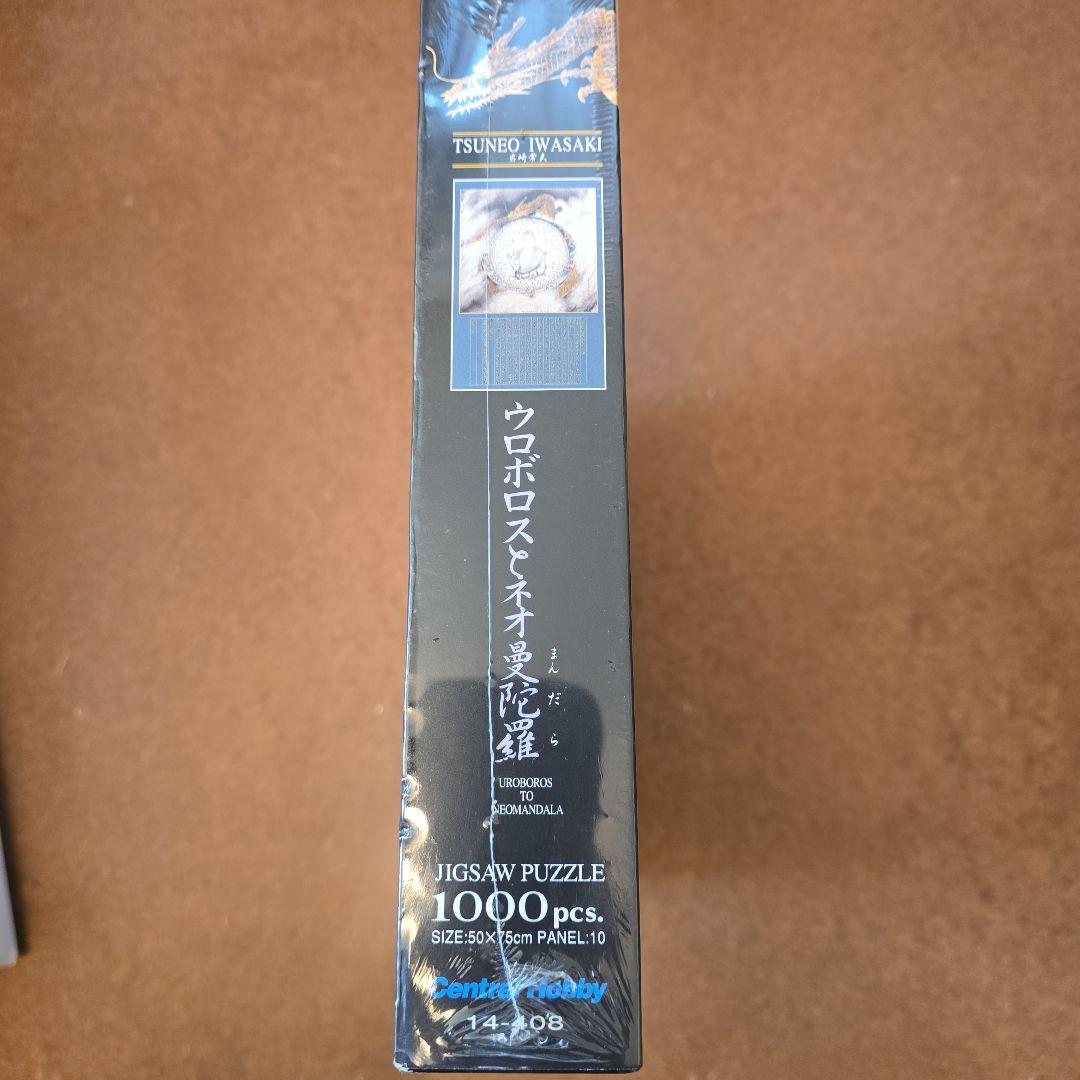 TSUNEO IWASAKI
岩崎常夫
ウロボロスとネオ曼陀羅
まんだら
UROBOROS
TO
NEOMANDALA
JIGSAW PUZZLE
1000pcs.
SIZE:50×75cm PANEL:10
Central Hobby
14-408